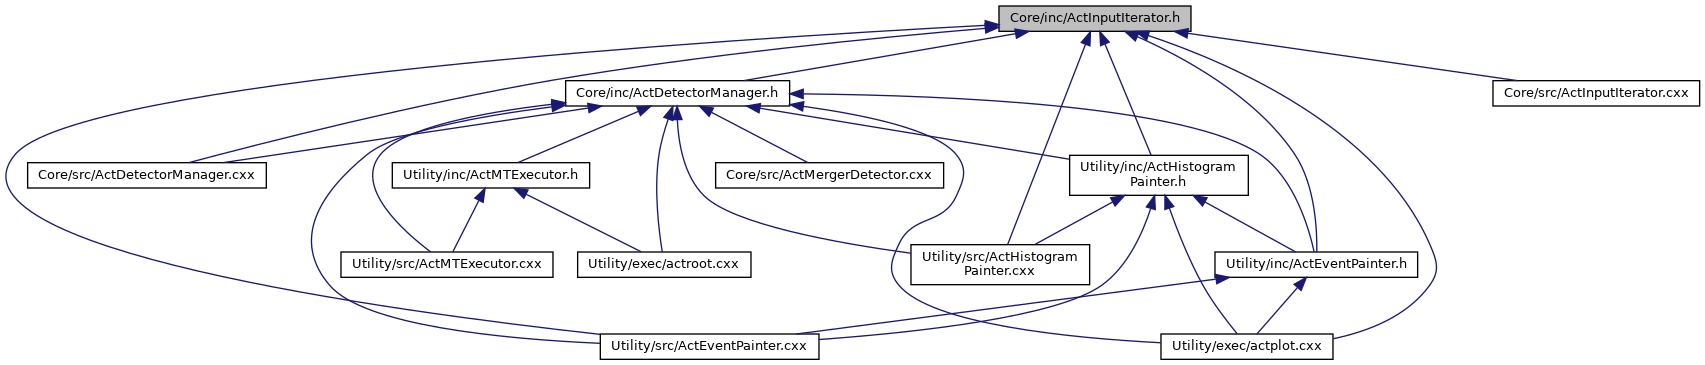 Core/inc/ActInputIterator.h
Core/inc/ActDetectorManager.h
Core/src/ActInputIterator.cxx
Core/src/ActDetectorManager.cxx
Utility/inc/ActMTExecutor.h
Core/src/ActMergerDetector.cxx
Utility/inc/ActHistogram
Painter.h
Utility/src/ActMTExecutor.cxx
Utility/exec/actroot.cxx
Utility/src/ActHistogram
Painter.cxx
Utility/inc/ActEventPainter.h
Utility/src/ActEventPainter.cxx
Utility/exec/actplot.cxx